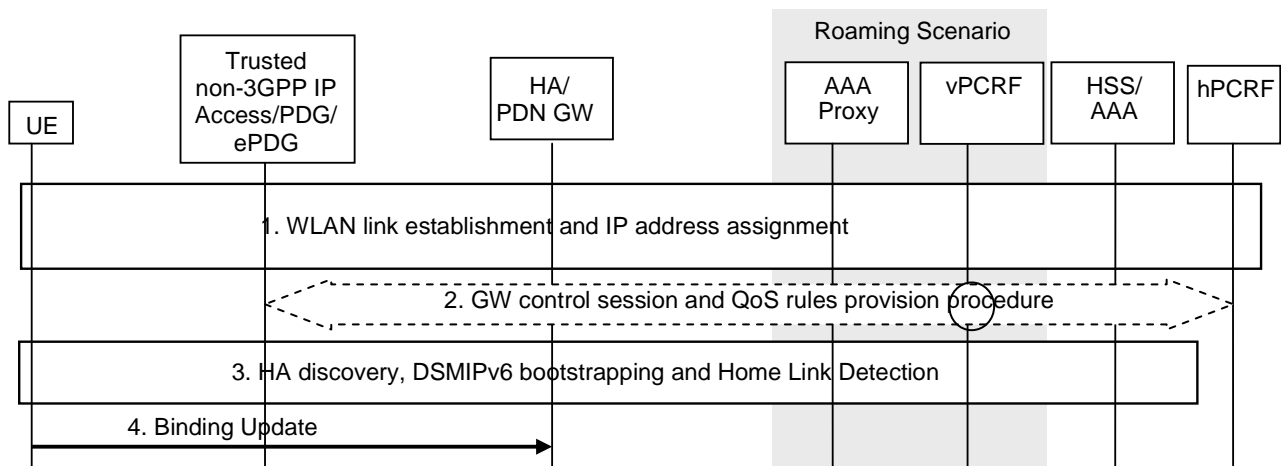 Roaming Scenario
UE
Trusted
non-3GPP IP
Access/PDG/
ePDG
HA/
PDN GW
AAA
Proxy
vPCRF
HSS/
AAA
hPCRF
1. WLAN link establishment and IP address assignment
2. GW control session and QoS rules provision procedure
3. HA discovery, DSMIPv6 bootstrapping and Home Link Detection
4. Binding Update